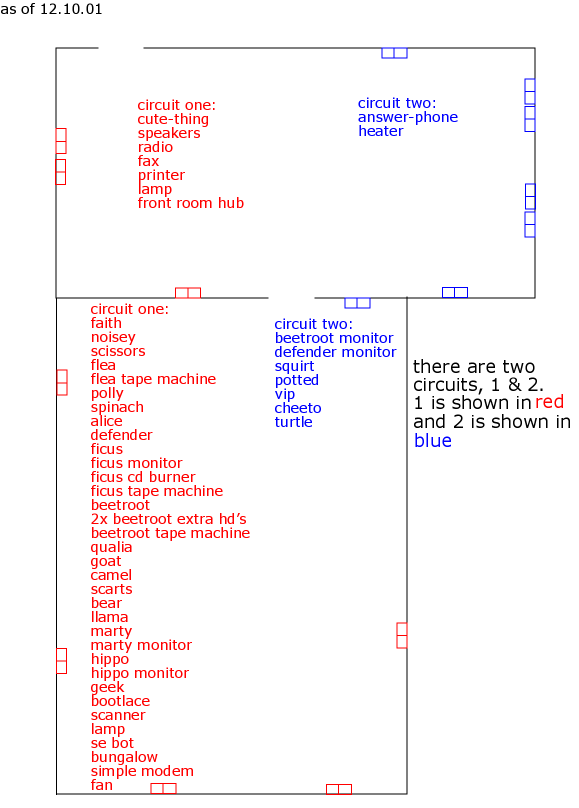 as of 12.10.01
circuit one:
cute-thing
speakers
radio
fax
printer
lamp
front room hub
circuit two:
answer-phone
heater
circuit one:
faith
noisey
scissors
flea
flea tape machine
polly
spinach
alice
defender
ficus
ficus monitor
ficus cd burner
ficus tape machine
beetroot
2x beetroot extra hd's
beetroot tape machine
qualia
goat
camel
scarts
bear
llama
marty
marty monitor
hippo
hippo monitor
geek
bootlace
scanner
lamp
se bot
bungalow
simple modem
fan
circuit two:
beetroot monitor
defender monitor
squirt
potted
vip
cheeto
turtle
there are two
circuits, 1 & 2.
1 is shown in red
and 2 is shown in
blue